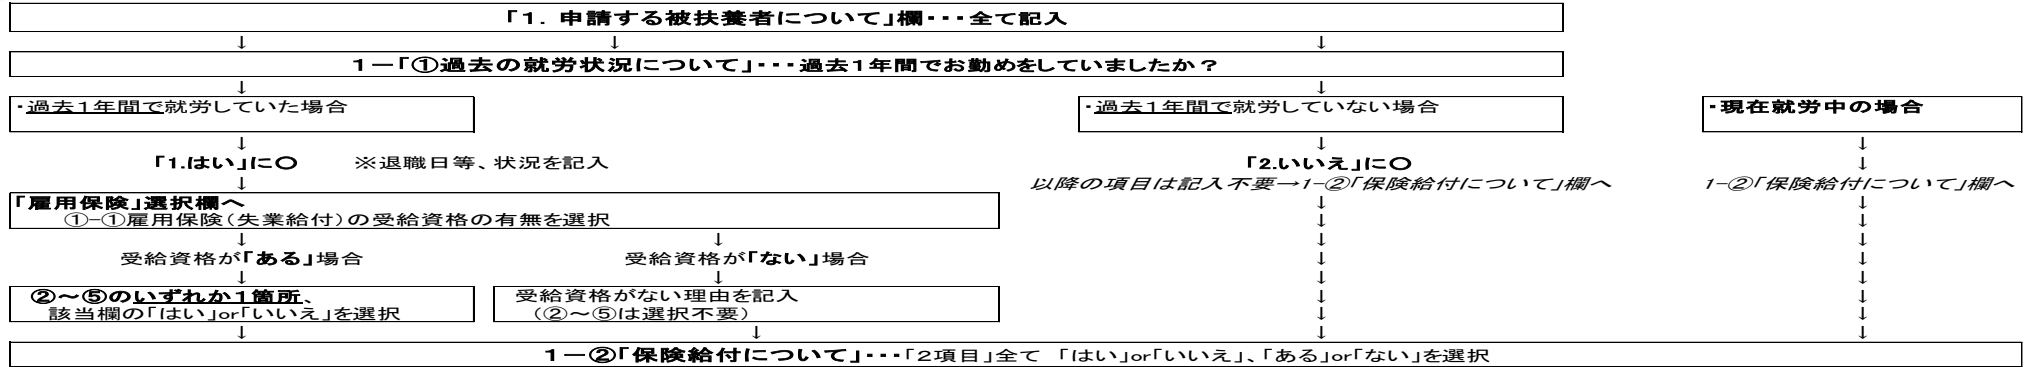 「1. 申請する被扶養者について」欄･･･全て記入
↓ ↓ ↓
1－「①過去の就労状況について」･･･過去1年間でお勤めをしていましたか?
↓ ↓
・過去1年間で就労していた場合
・過去1年間で就労していない場合
・現在就労中の場合
↓ ↓ ↓
「1.はい」に○ ※退職日等、状況を記入
「2.いいえ」に○
↓
↓
以降の項目は記入不要→1-②「保険給付について」欄へ
1-②「保険給付について」欄へ
「雇用保険」選択欄へ
①-①雇用保険(失業給付)の受給資格の有無を選択
↓ ↓
↓ ↓
↓ ↓ ↓ ↓
受給資格が「ある」場合
受給資格が「ない」場合
↓ ↓
↓ ↓ ↓ ↓
②～⑤のいずれか1箇所、
該当欄の「はい」or「いいえ」を選択
受給資格がない理由を記入
(②～⑤は選択不要)
↓ ↓
↓ ↓
↓ ↓ ↓ ↓
1－②「保険給付について」･･･「2項目」全て 「はい」or「いいえ」、「ある」or「ない」を選択